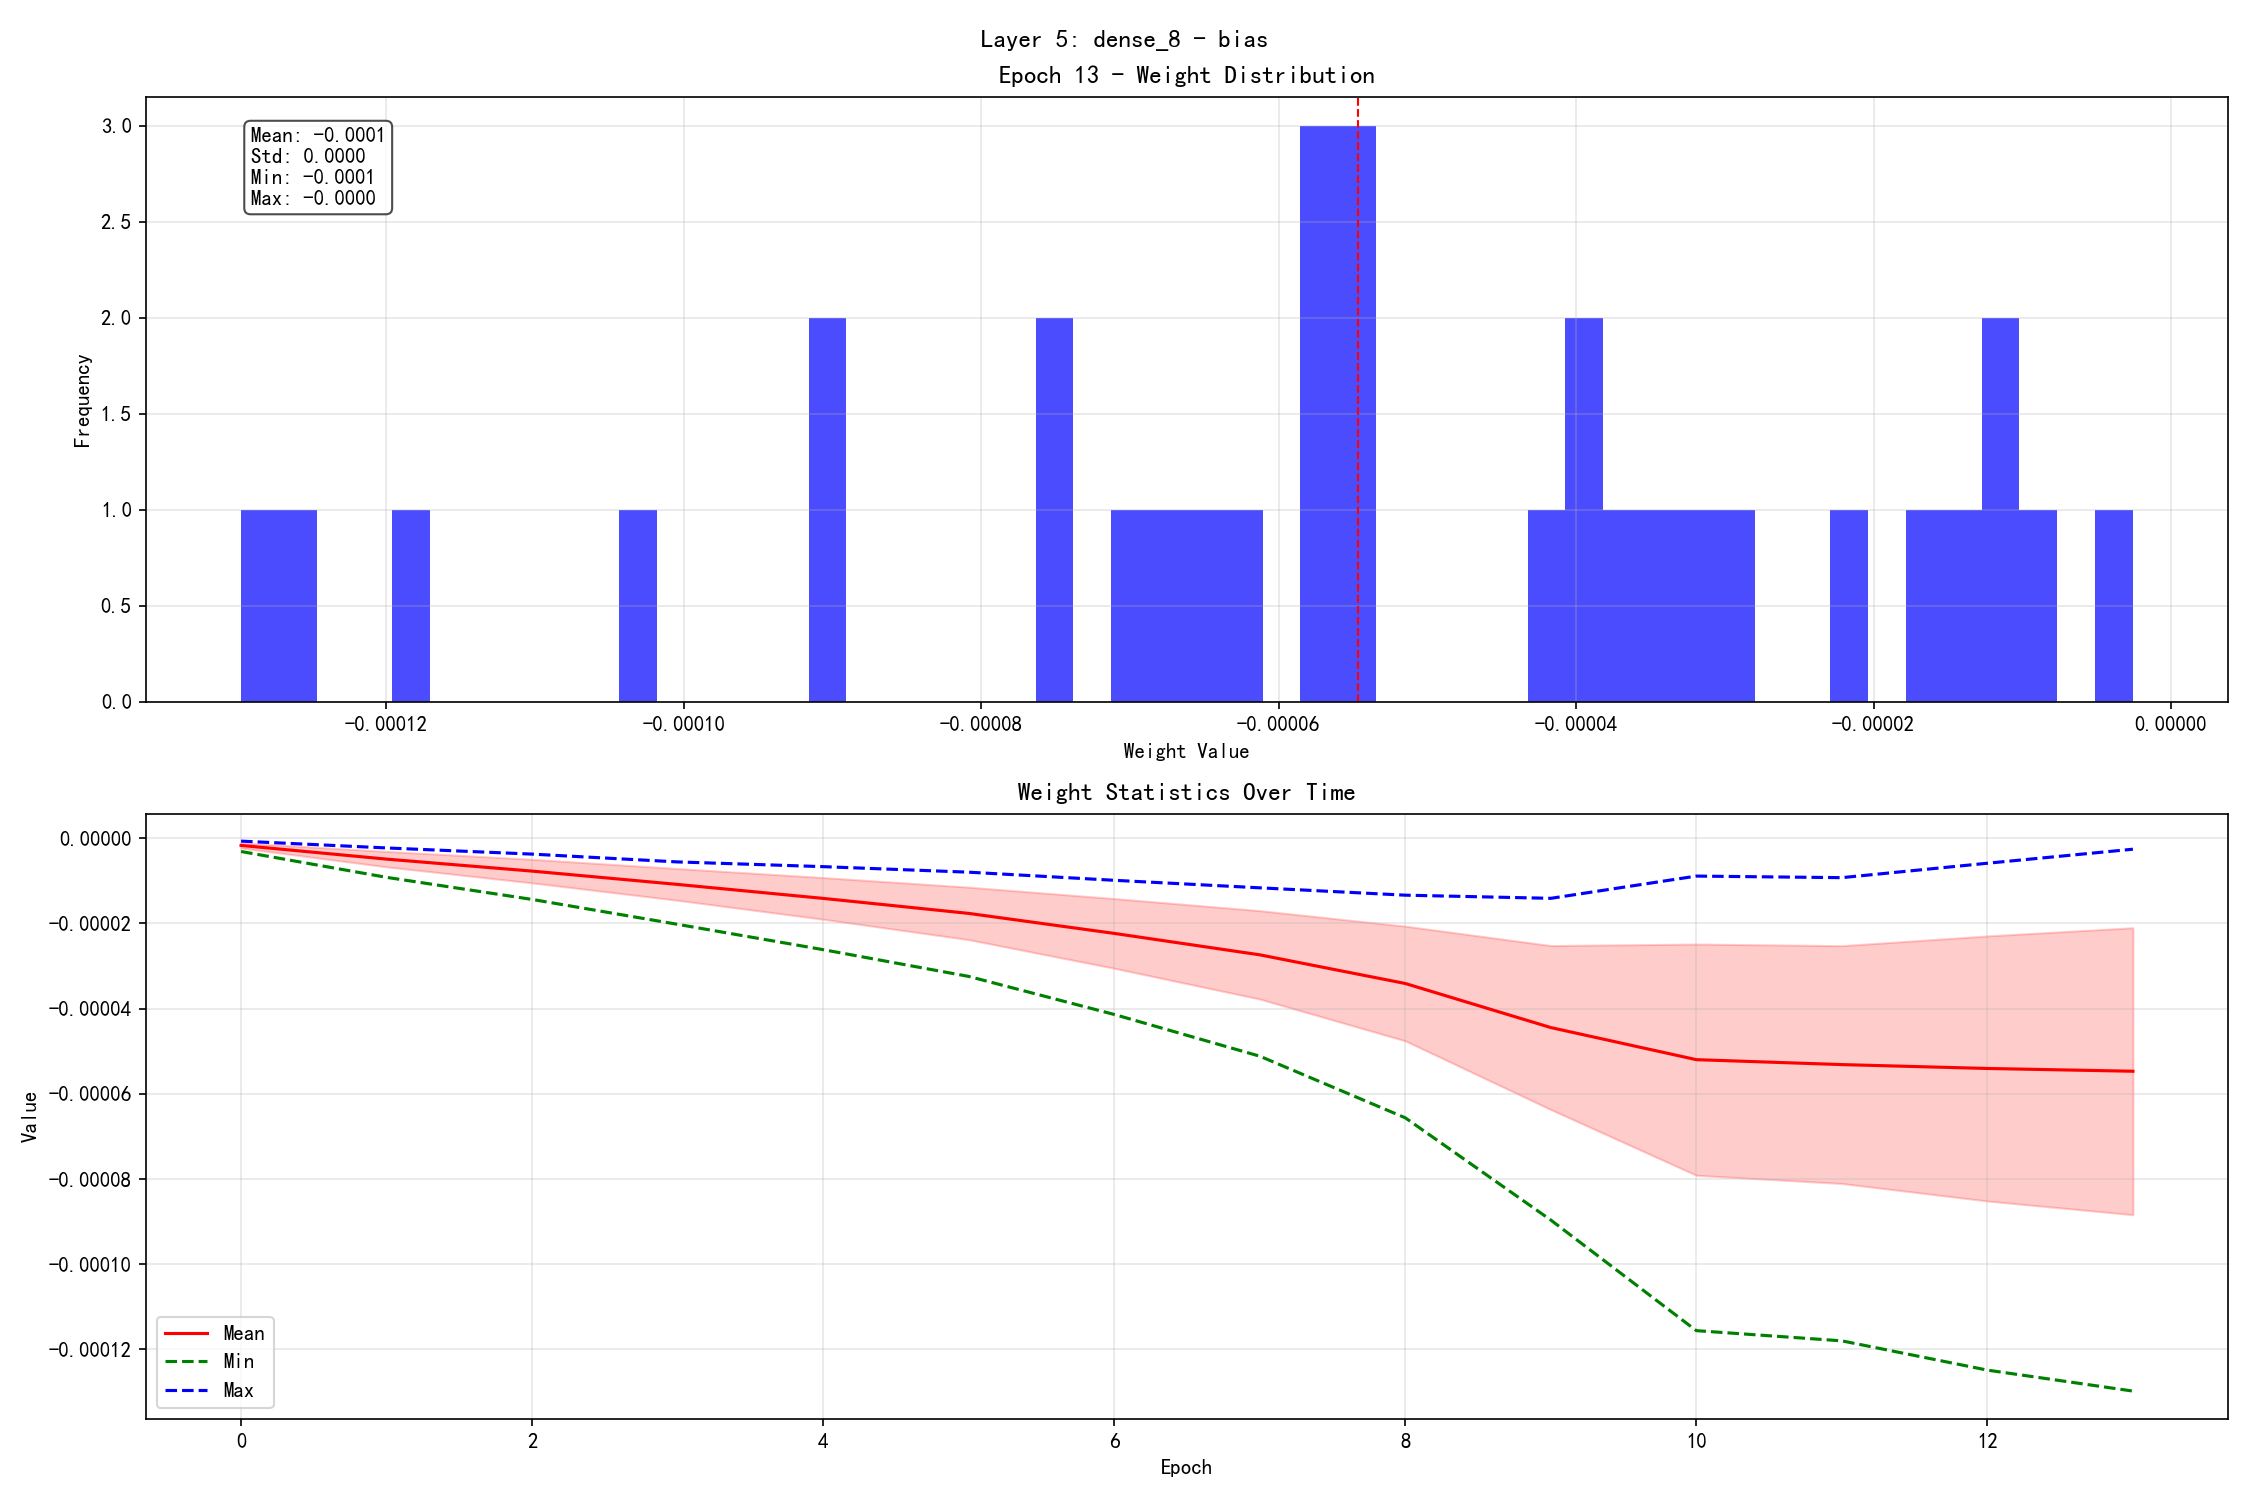 Layer 5: dense_8 - bias
Epoch 13 - Weight Distribution
Mean: -0.0001
Std: 0.0000
Min: -0.0001
Max: -0.0000
3.0
2.5
2.0
1.5
1.0
0.5
0.0
Frequency
-0.00012 -0.00010 -0.00008 -0.00006 -0.00004 -0.00002 0.00000
Weight Value
Weight Statistics Over Time
0.00000
-0.00002
-0.00004
-0.00006
-0.00008
-0.00010
-0.00012
Value
Mean
Min
Max
0 2 4 6 8 10 12
Epoch